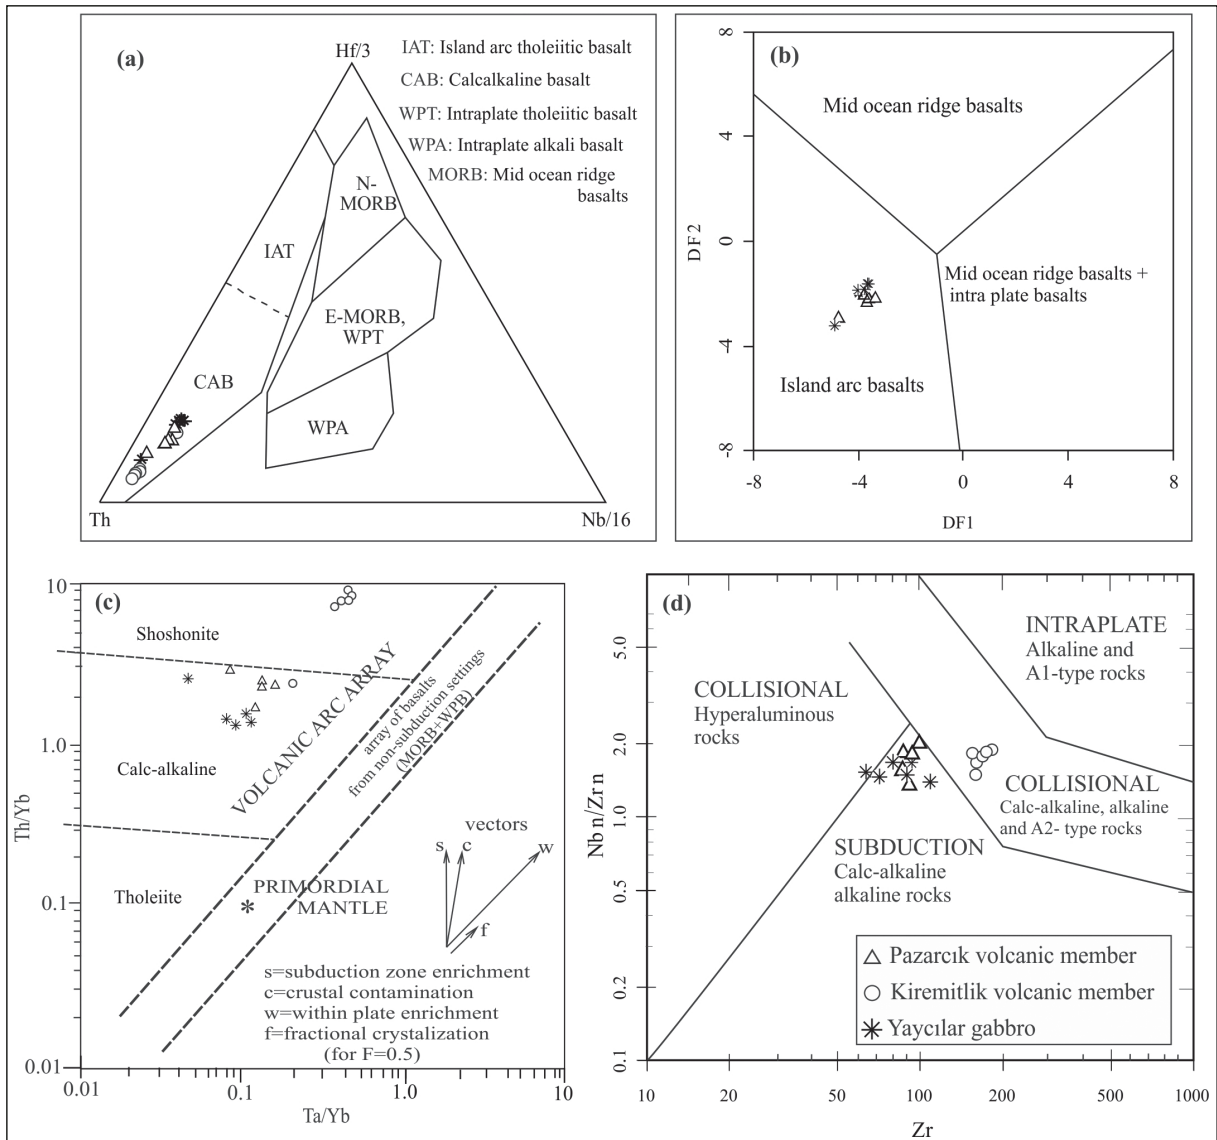 (a)
Hf/3
IAT: Island arc tholeiitic basalt
CAB: Calcalkaline basalt
WPT: Intraplate tholeiitic basalt
WPA: Intraplate alkali basalt
MORB: Mid ocean ridge
basalts
N-
MORB
IAT
E-MORB,
WPT
CAB
WPA
Th
Nb/16
(b)
8
4
0
-4
-8
DF2
Mid ocean ridge basalts
Mid ocean ridge basalts +
intra plate basalts
Island arc basalts
-8
-4
0
4
8
DF1
(c)
10
1.0
0.1
0.01
Th/Yb
Shoshonite
Calc-alkaline
Tholeiite
VOLCANIC ARC ARRAY
array of basalts
from non-subduction settings
(MORB+WPB)
PRIMORDIAL
MANTLE
vectors
s
c
w
f
s=subduction zone enrichment
c=crustal contamination
w=within plate enrichment
f=fractional crystalization
(for F=0.5)
0.01
0.1
1.0
10
Ta/Yb
(d)
5.0
2.0
1.0
0.5
0.2
0.1
Nb n/Zr n
INTRAPLATE
Alkaline and
A1-type rocks
COLLISIONAL
Hyperaluminous
rocks
COLLISIONAL
Calc-alkaline, alkaline
and A2- type rocks
SUBDUCTION
Calc-alkaline
alkaline rocks
Pazarcık volcanic member
Kiremitlik volcanic member
Yaycılar gabbro
10
20
50
100
200
500
1000
Zr